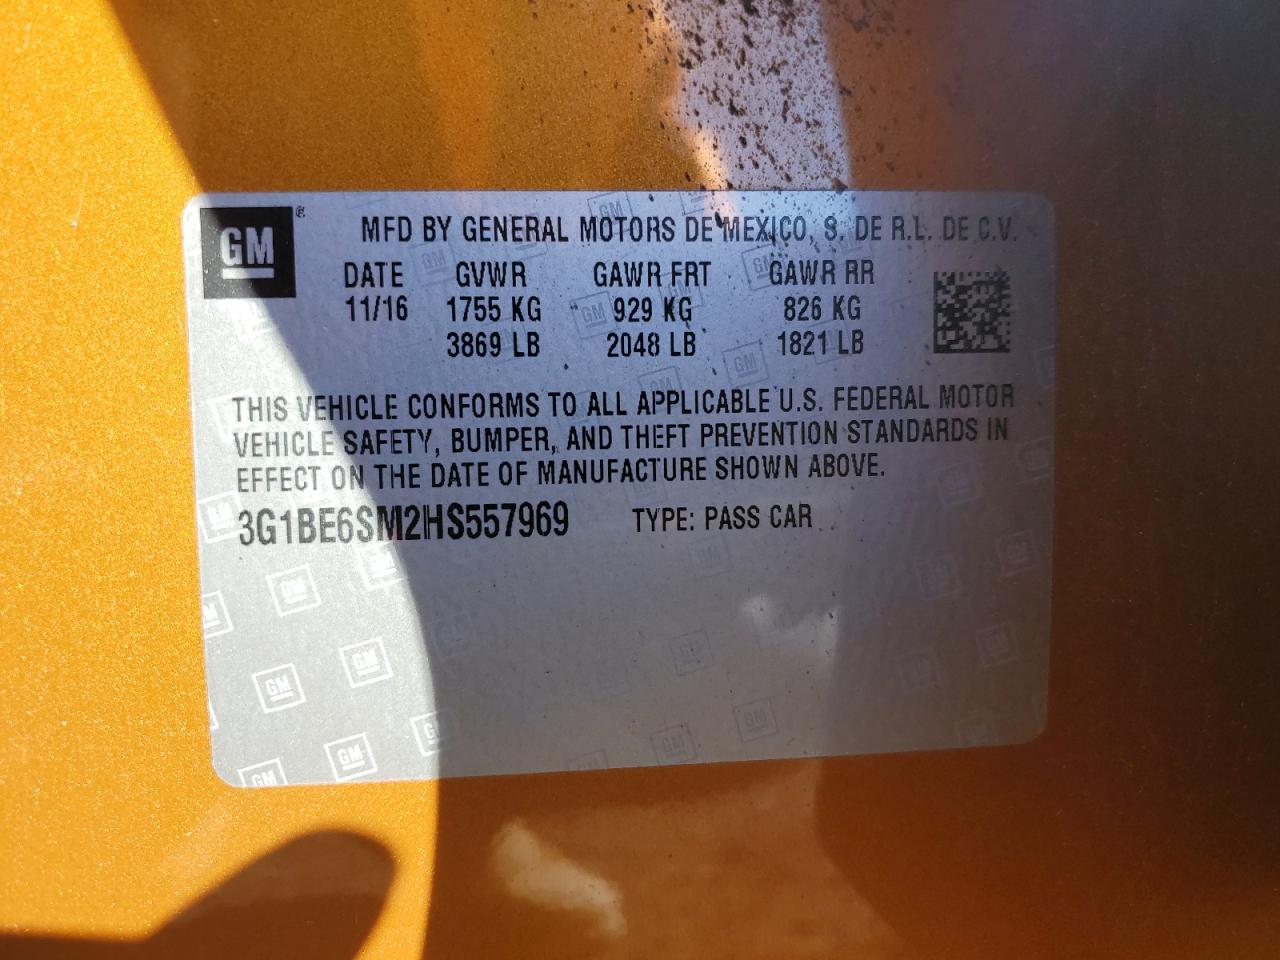 GM ®
MFD BY GENERAL MOTORS DE MEXICO, S. DE R.L. DE C.V.
DATE GVWR GAWR FRT GAWR RR
11/16 1755 KG 929 KG 826 KG
3869 LB 2048 LB 1821 LB
THIS VEHICLE CONFORMS TO ALL APPLICABLE U.S. FEDERAL MOTOR
VEHICLE SAFETY, BUMPER, AND THEFT PREVENTION STANDARDS IN
EFFECT ON THE DATE OF MANUFACTURE SHOWN ABOVE.
3G1BE6SM2HS557969 TYPE: PASS CAR